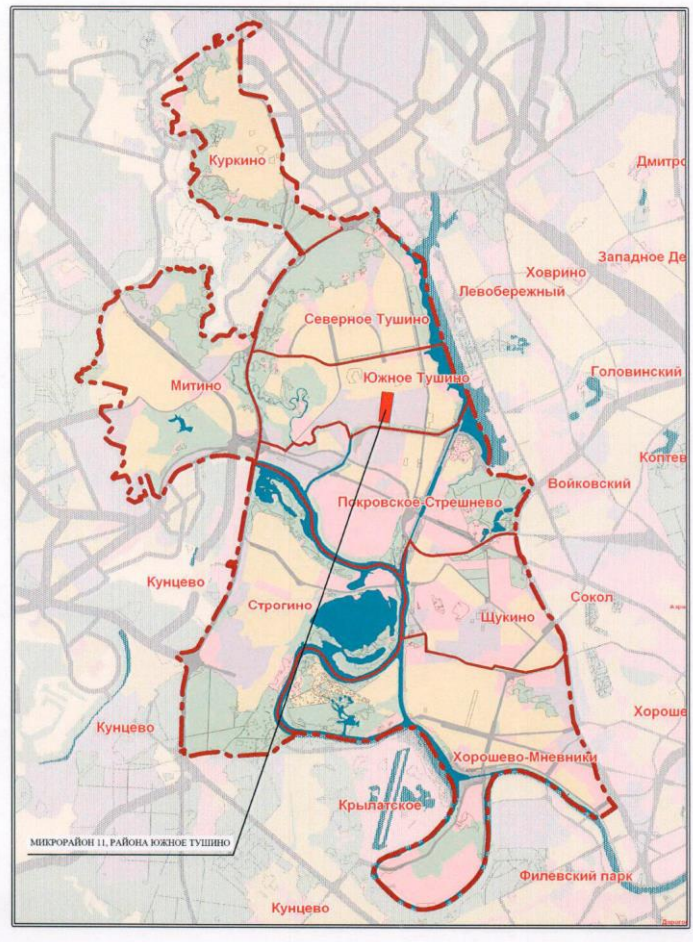 Куркино
Дмитро
Западное Де
Ховрино
Левобережный
Северное Тушино
Южное Тушино
Головинский
Митино
Коптев
Войковский
Покровское-Стрешнево
Кунцево
Сокол
Строгино
Щукино
Хороше
Кунцево
Хорошево-Мневники
Крылатское
МИКРОРАЙОН 11, РАЙОНА ЮЖНОЕ ТУШИНО
Филевский парк
Кунцево